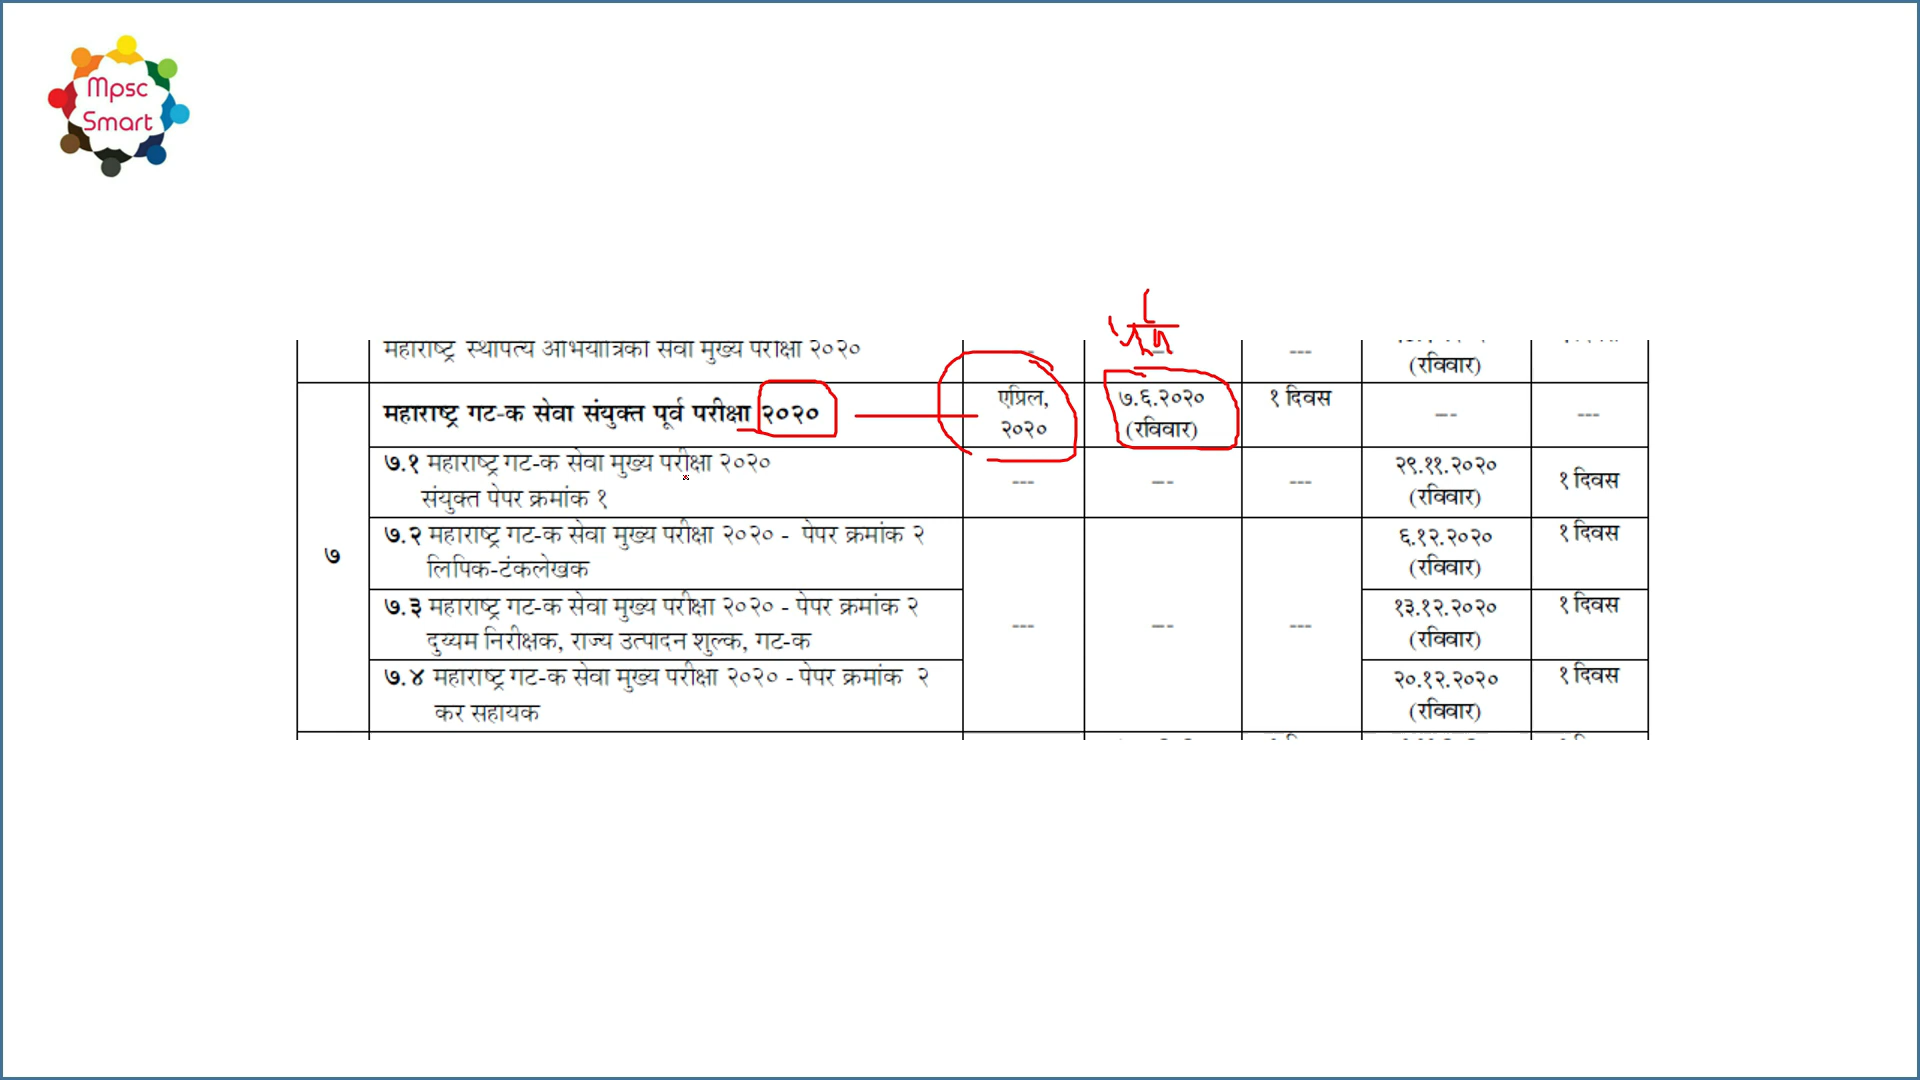 Mpsc
Smart
महाराष्ट्र स्थापत्य अभियांत्रिकी सेवा मुख्य परीक्षा २०२० --- (रविवार)
महाराष्ट्र गट-क सेवा संयुक्त पूर्व परीक्षा २०२० एप्रिल, २०२० ७.६.२०२० (रविवार) १ दिवस --- ---
७
७.१ महाराष्ट्र गट-क सेवा मुख्य परीक्षा २०२०
संयुक्त पेपर क्रमांक १ --- --- --- २९.११.२०२० (रविवार) १ दिवस
७.२ महाराष्ट्र गट-क सेवा मुख्य परीक्षा २०२० - पेपर क्रमांक २
लिपिक-टंकलेखक ६.१२.२०२० (रविवार) १ दिवस
७.३ महाराष्ट्र गट-क सेवा मुख्य परीक्षा २०२० - पेपर क्रमांक २
दुय्यम निरीक्षक, राज्य उत्पादन शुल्क, गट-क --- --- --- १३.१२.२०२० (रविवार) १ दिवस
७.४ महाराष्ट्र गट-क सेवा मुख्य परीक्षा २०२० - पेपर क्रमांक २
कर सहायक २०.१२.२०२० (रविवार) १ दिवस